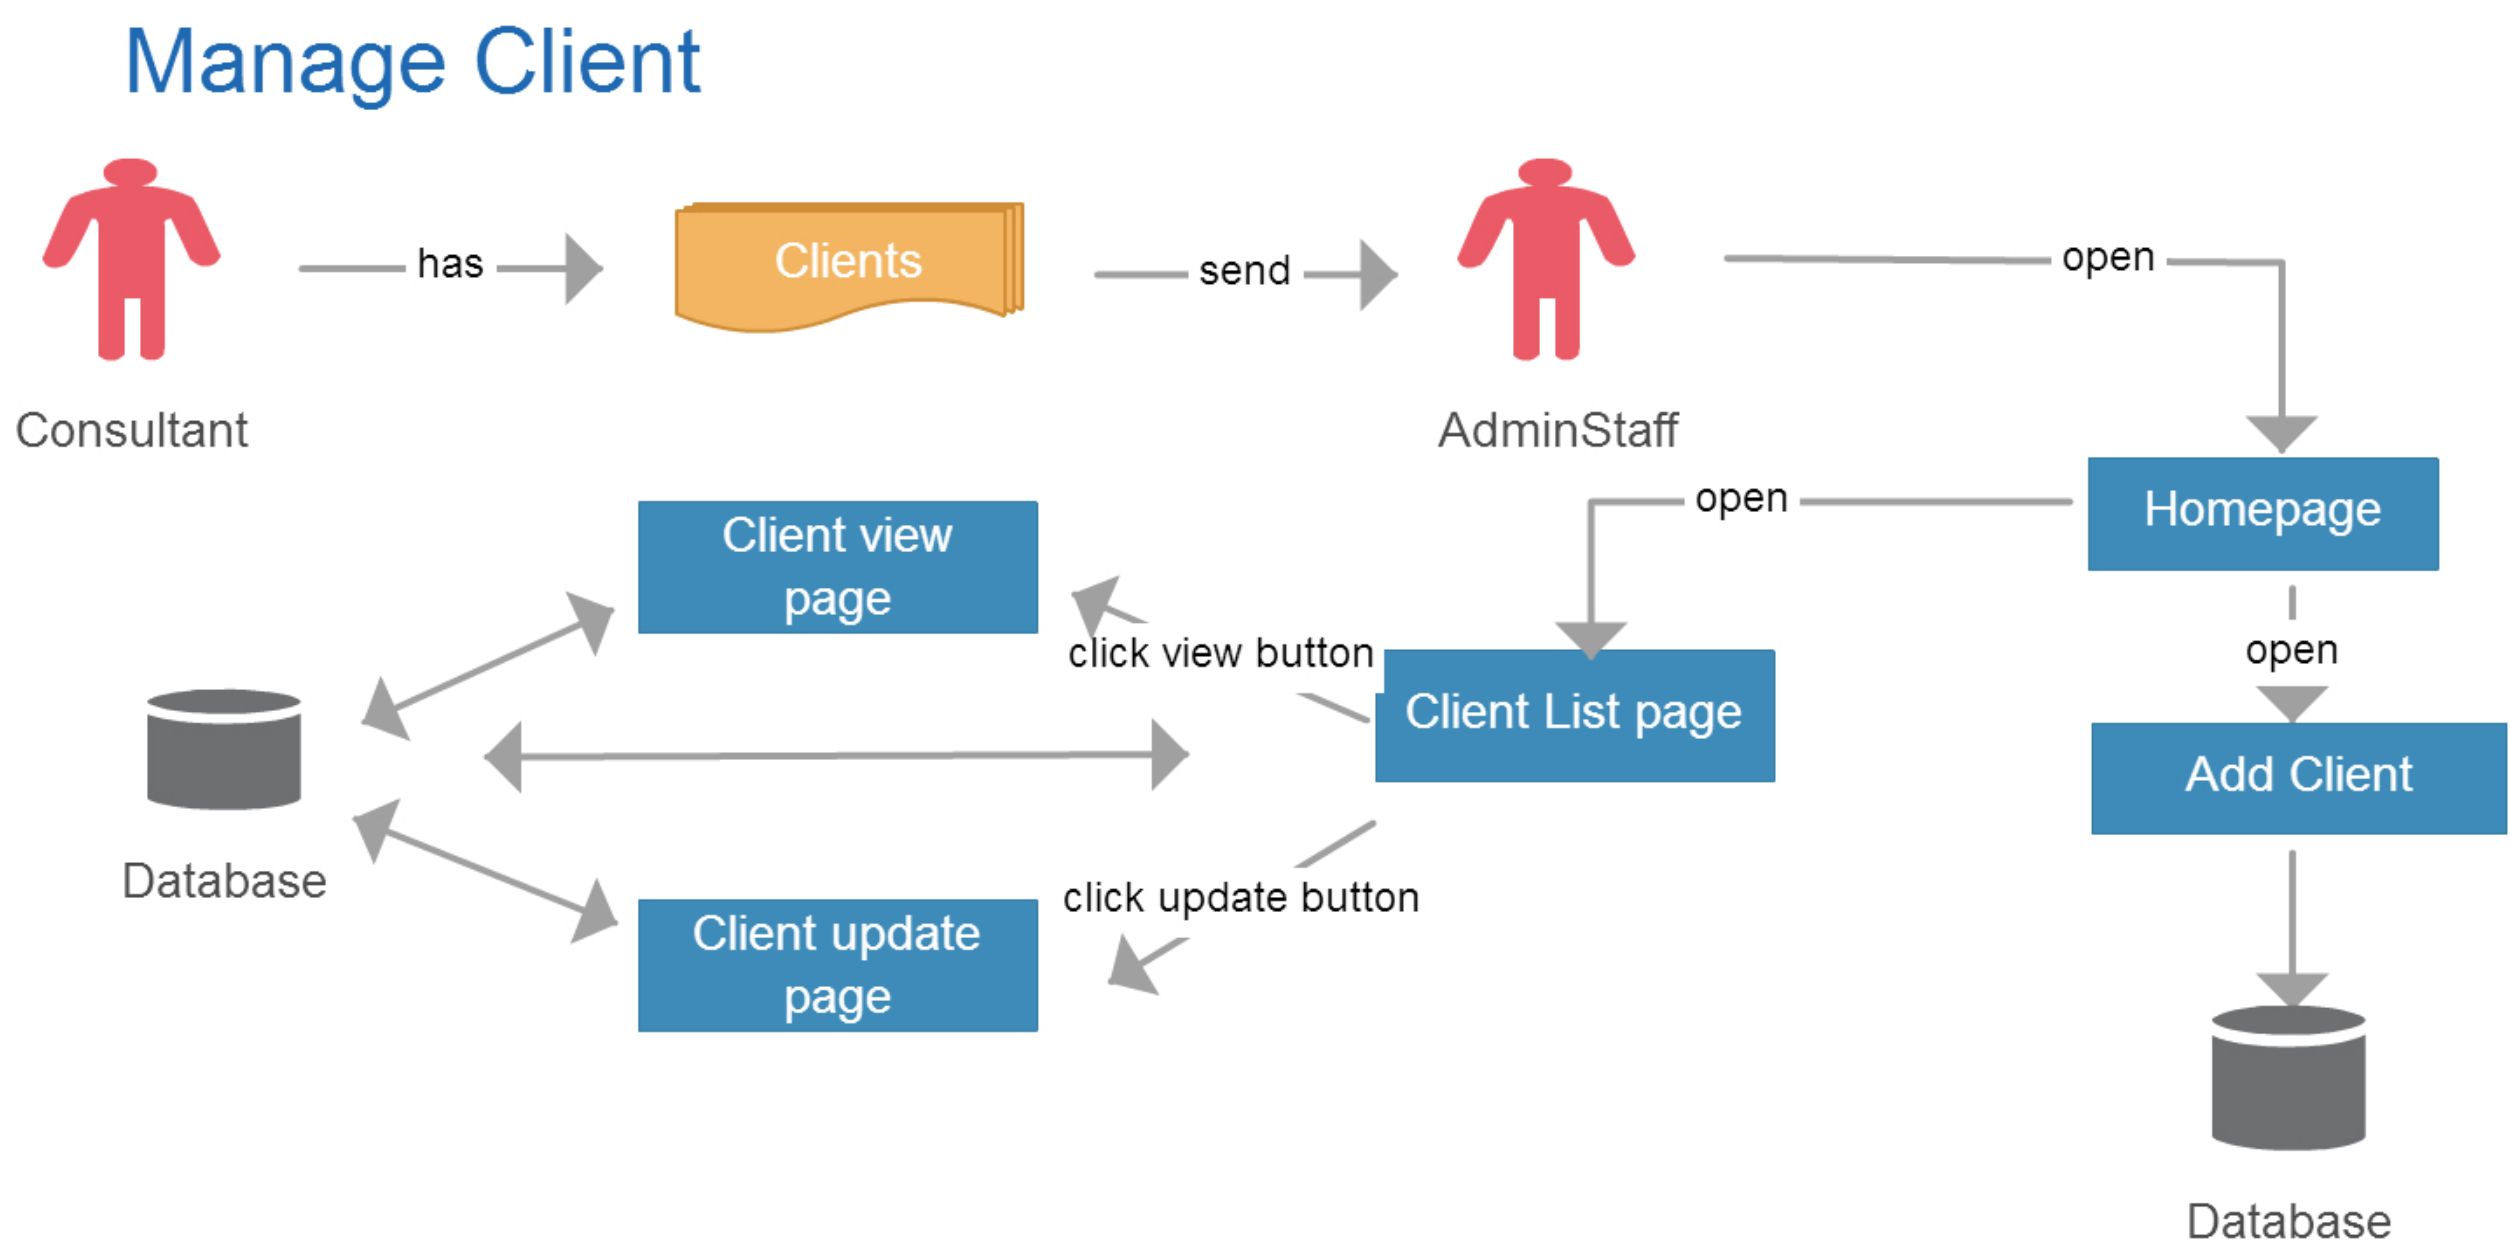 Manage Client
has
Clients
send
open
Consultant
AdminStaff
open
Homepage
Client view
page
click view button
open
Client List page
Add Client
Database
click update button
Client update
page
Database